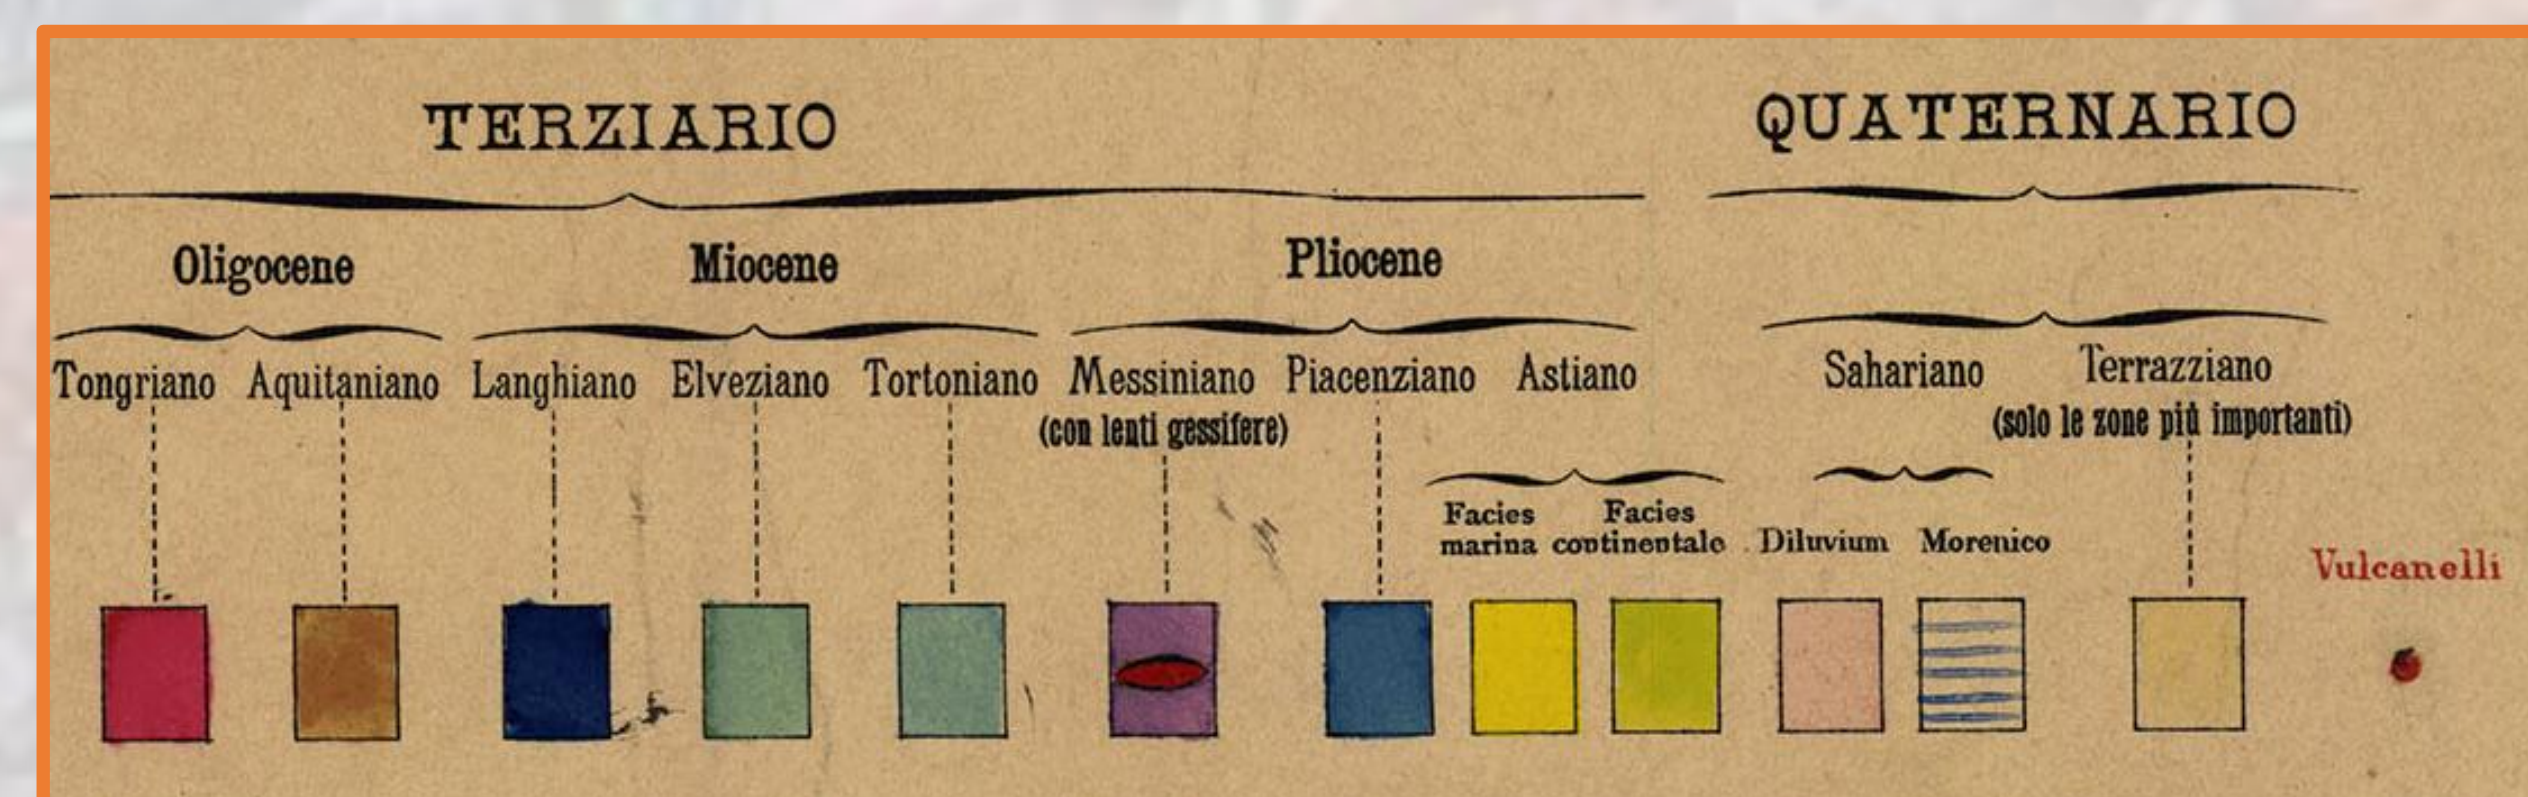 TERZIARIO
QUATERNARIO
Oligocene
Miocene
Pliocene
Tongriano
Aquitaniano
Langhiano
Elveziano
Tortoniano
Messiniano
(con lenti gessifere)
Piacenziano
Astiano
Sahariano
Terrazziano
(solo le zone più importanti)
Facies
marina
Facies
continentale
Diluvium
Morenico
Vulcanelli